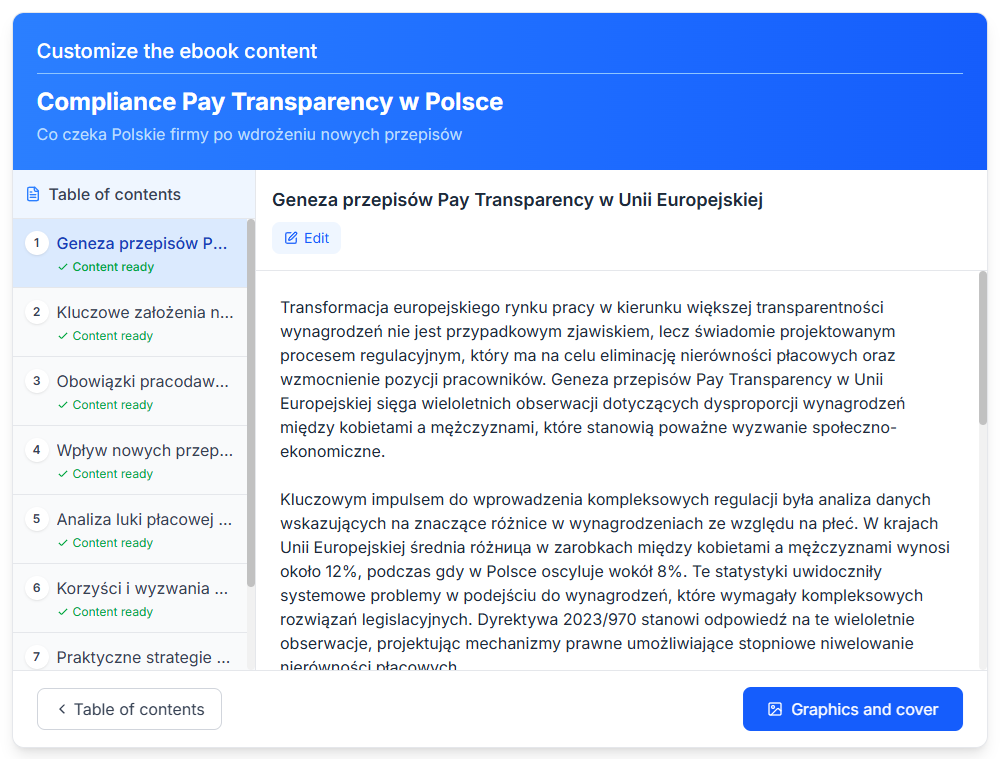 Customize the ebook content
Compliance Pay Transparency w Polsce
Co czeka Polskie firmy po wdrożeniu nowych przepisów
Table of contents
1 Geneza przepisów P...
Content ready
2 Kluczowe założenia n...
Content ready
3 Obowiązki pracodaw...
Content ready
4 Wpływ nowych przep...
Content ready
5 Analiza luki płacowej ...
Content ready
6 Korzyści i wyzwania ...
Content ready
7 Praktyczne strategie ...
Geneza przepisów Pay Transparency w Unii Europejskiej
Edit
Transformacja europejskiego rynku pracy w kierunku większej transparentności
wynagrodzeń nie jest przypadkowym zjawiskiem, lecz świadomie projektowanym
procesem regulacyjnym, który ma na celu eliminację nierówności płacowych oraz
wzmocnienie pozycji pracowników. Geneza przepisów Pay Transparency w Unii
Europejskiej sięga wieloletnich obserwacji dotyczących dysproporcji wynagrodzeń
między kobietami a mężczyznami, które stanowią poważne wyzwanie społeczno-
ekonomiczne.
Kluczowym impulsem do wprowadzenia kompleksowych regulacji była analiza danych
wskazujących na znaczące różnice w wynagrodzeniach ze względu na płeć. W krajach
Unii Europejskiej średnia różница w zarobkach między kobietami a mężczyznami wynosi
około 12%, podczas gdy w Polsce oscyluje wokół 8%. Te statystyki uwidoczniły
systemowe problemy w podejściu do wynagrodzeń, które wymagały kompleksowych
rozwiązań legislacyjnych. Dyrektywa 2023/970 stanowi odpowiedź na te wieloletnie
obserwacje, projektując mechanizmy prawne umożliwiające stopniowe niwelowanie
nierówności płacowych.
Table of contents
Graphics and cover